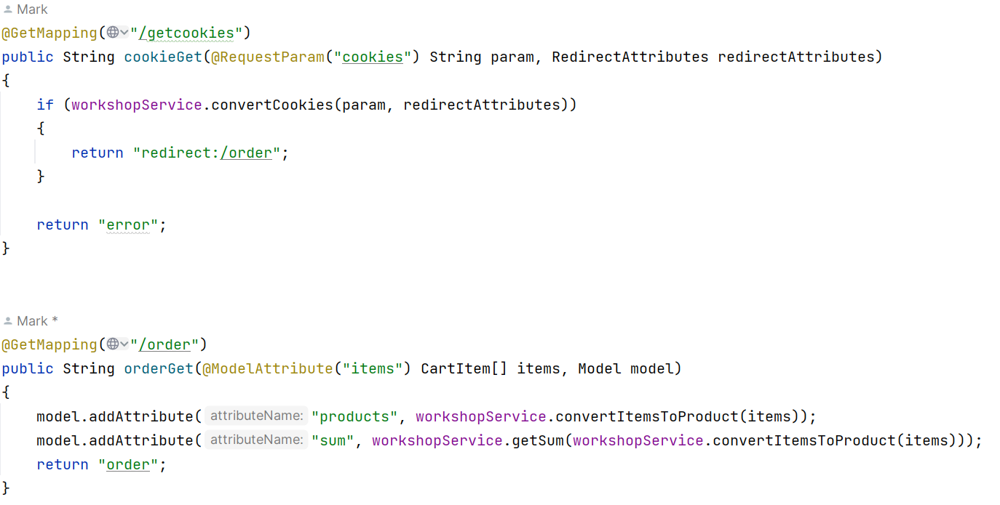 Mark
@GetMapping("/getcookies")
public String cookieGet(@RequestParam("cookies") String param, RedirectAttributes redirectAttributes)
{
    if (workshopService.convertCookies(param, redirectAttributes))
    {
        return "redirect:/order";
    }
    return "error";
}
Mark *
@GetMapping("/order")
public String orderGet(@ModelAttribute("items") CartItem[] items, Model model)
{
    model.addAttribute( attributeName: "products", workshopService.convertItemsToProduct(items));
    model.addAttribute( attributeName: "sum", workshopService.getSum(workshopService.convertItemsToProduct(items)));
    return "order";
}